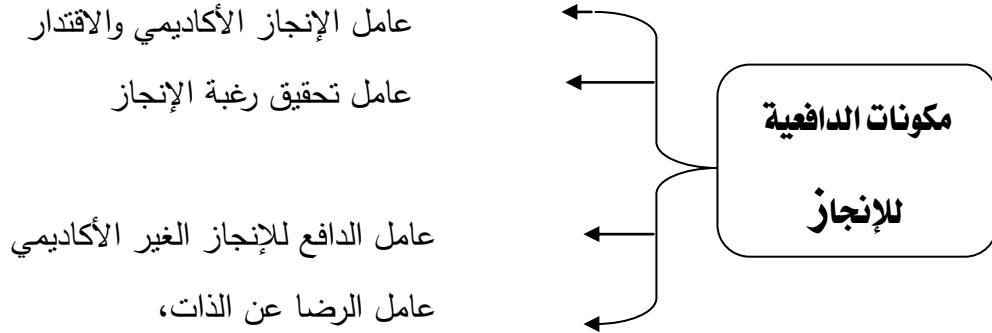 مكونات الدافعية
للإنجاز
عامل الإنجاز الأكاديمي والاقتدار
عامل تحقيق رغبة الإنجاز
عامل الدافع للإنجاز الغير الأكاديمي
عامل الرضا عن الذات،